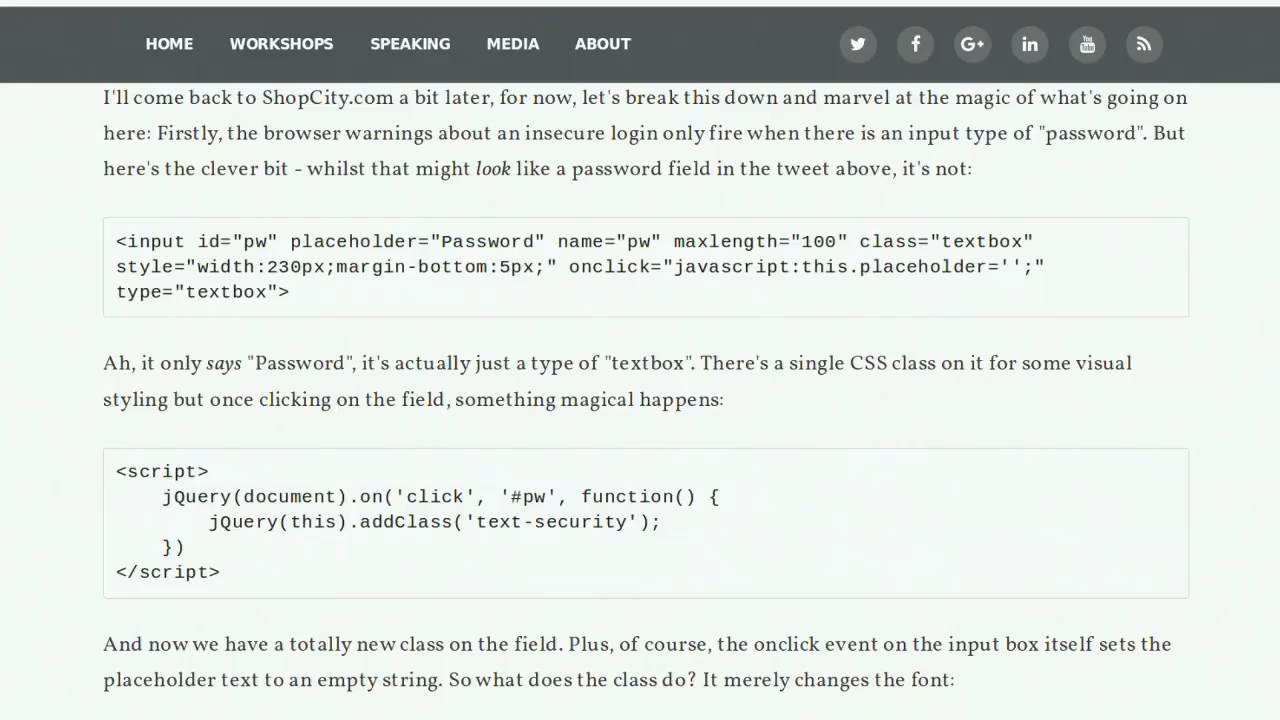 HOME WORKSHOPS SPEAKING MEDIA ABOUT
I'll come back to ShopCity.com a bit later, for now, let's break this down and marvel at the magic of what's going on
here: Firstly, the browser warnings about an insecure login only fire when there is an input type of "password". But
here's the clever bit - whilst that might look like a password field in the tweet above, it's not:
<input id="pw" placeholder="Password" name="pw" maxlength="100" class="textbox"
style="width:230px;margin-bottom:5px;" onclick="javascript:this.placeholder='';"
type="textbox">
Ah, it only says "Password", it's actually just a type of "textbox". There's a single CSS class on it for some visual
styling but once clicking on the field, something magical happens:
<script>
    jQuery(document).on('click', '#pw', function() {
        jQuery(this).addClass('text-security');
    })
</script>
And now we have a totally new class on the field. Plus, of course, the onclick event on the input box itself sets the
placeholder text to an empty string. So what does the class do? It merely changes the font: